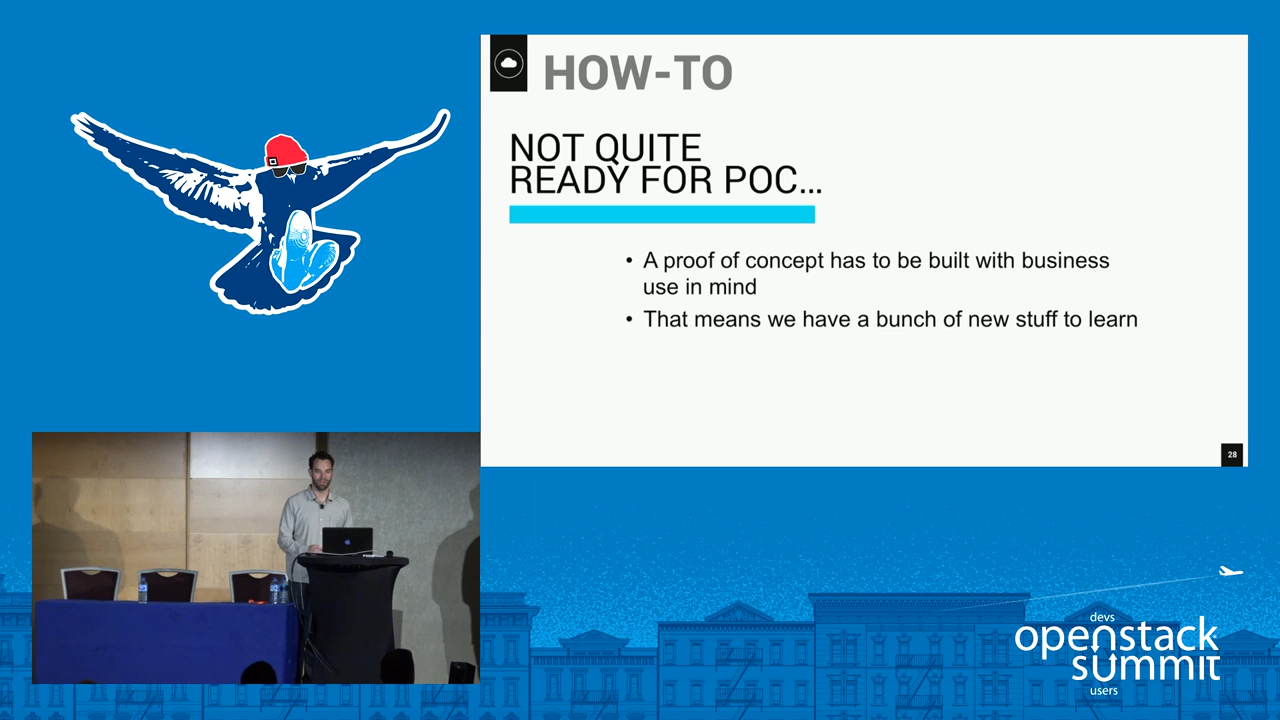 HOW-TO
NOT QUITE
READY FOR POC...
• A proof of concept has to be built with business
use in mind
• That means we have a bunch of new stuff to learn
28
devs
openstack
summit
users